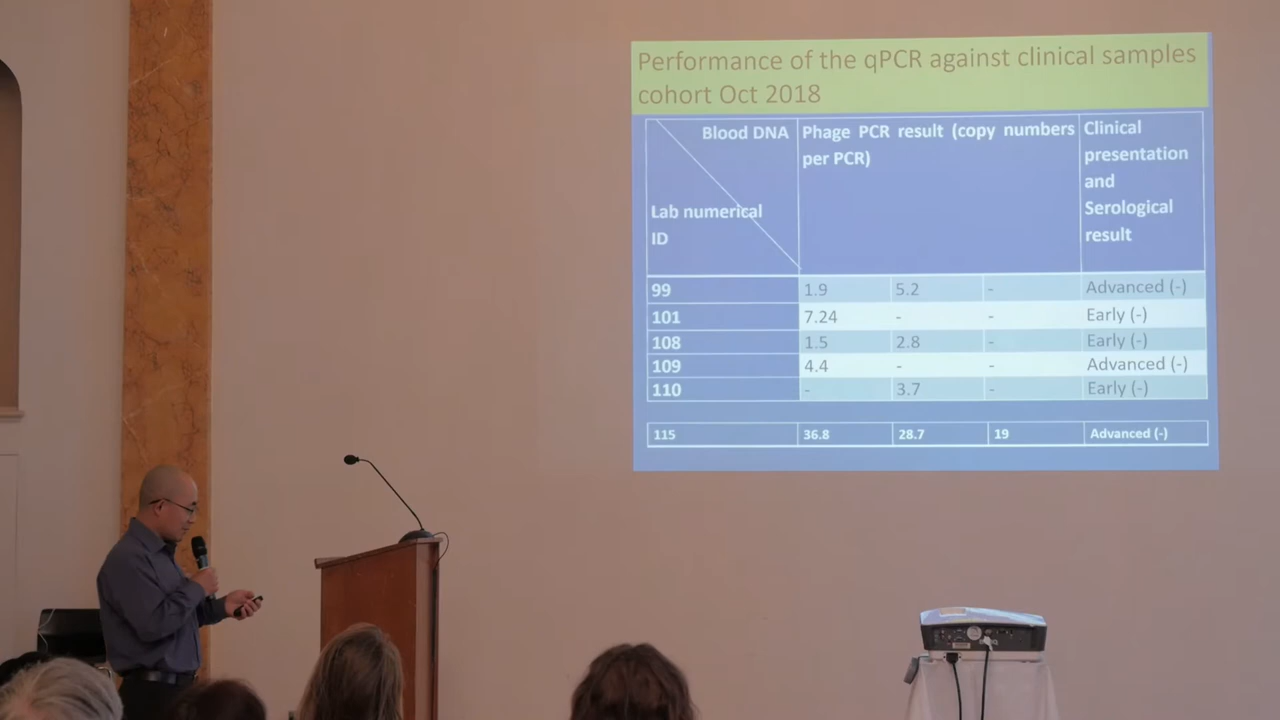 Performance of the qPCR against clinical samples
cohort Oct 2018
Blood DNA
Lab numerical
ID
Phage PCR result (copy numbers
per PCR)
Clinical
presentation
and
Serological
result
99 1.9 5.2 - Advanced (-)
101 7.24 - - Early (-)
108 1.5 2.8 - Early (-)
109 4.4 - - Advanced (-)
110 - 3.7 - Early (-)
115 36.8 28.7 19 Advanced (-)